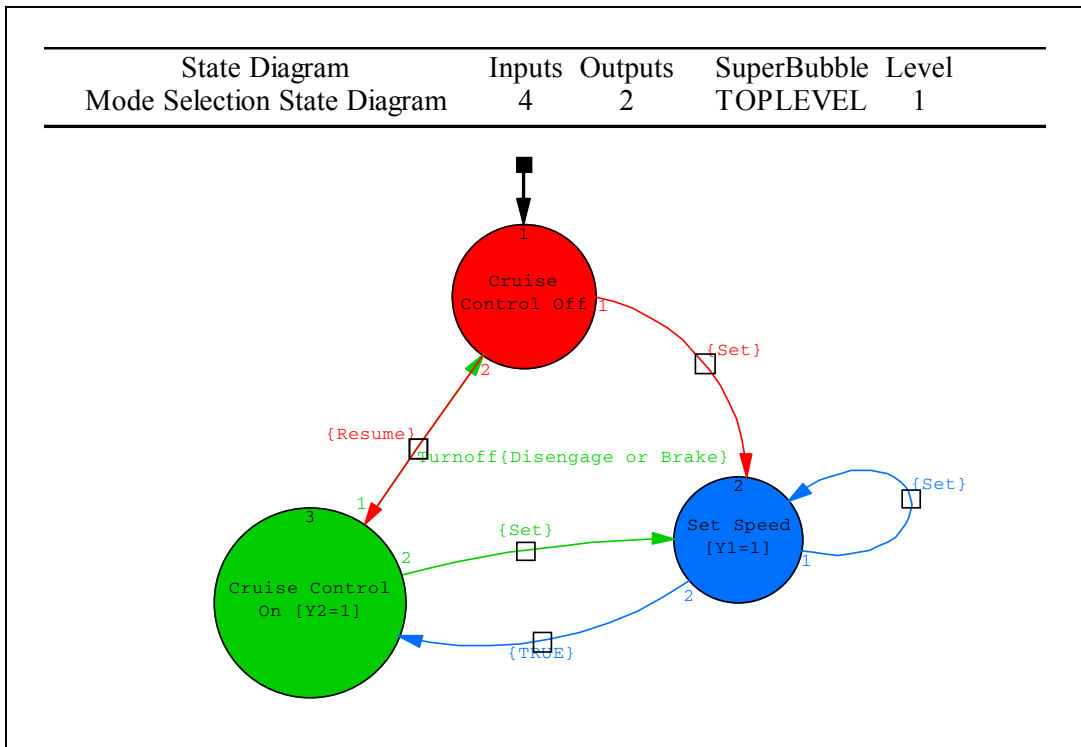 State Diagram Inputs Outputs SuperBubble Level
Mode Selection State Diagram 4 2 TOPLEVEL 1
1
Cruise
Control Off
1
2
{Set}
{Resume}
Turnoff{Disengage or Brake}
1
3
2
{Set}
2
Set Speed
[Y1=1]
{Set}
1
2
Cruise Control
On [Y2=1]
{TRUE}